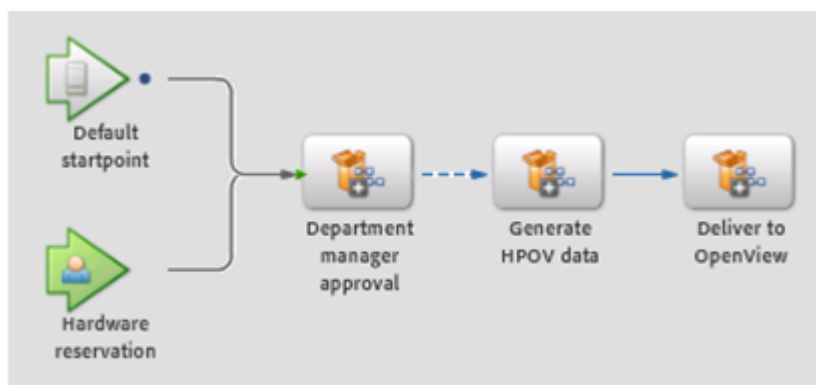 Default
startpoint
Department
manager
approval
Generate
HPOV data
Deliver to
OpenView
Hardware
reservation